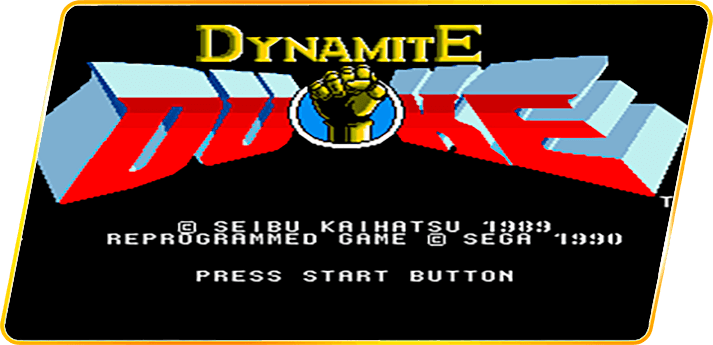 DYNAMITE
DUKE
T
© SEIBU KAIHATSU 1989
REPROGRAMMED GAME © SEGA 1990
PRESS START BUTTON